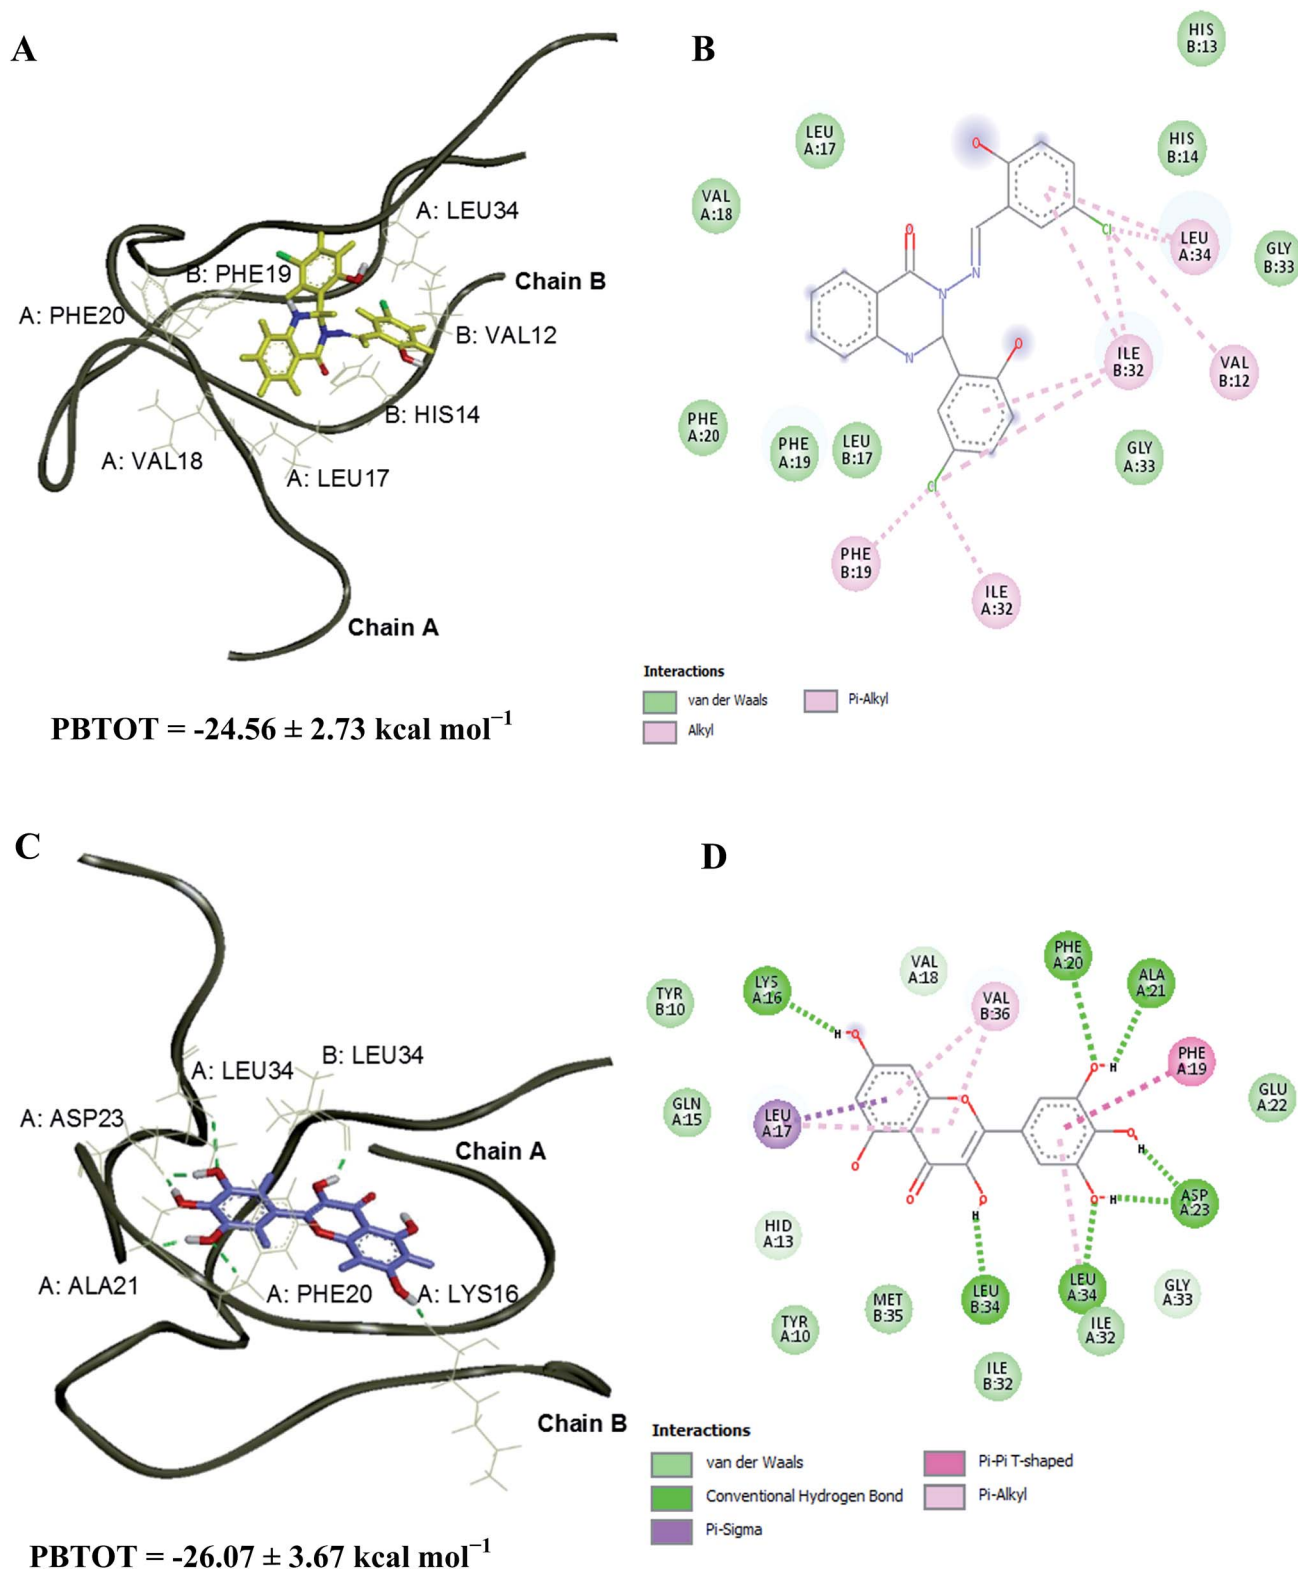 A
B
A: LEU34
B: PHE19
Chain B
A: PHE20
B: VAL12
B: HIS14
A: VAL18
A: LEU17
Chain A
PBTOT = -24.56 ± 2.73 kcal mol⁻¹
HIS
B:13
LEU
A:17
HIS
B:14
VAL
A:18
O
Cl
LEU
A:34
GLY
B:33
O
N
N
ILE
B:32
VAL
B:12
O
N
PHE
A:20
PHE
A:19
LEU
B:17
GLY
A:33
Cl
PHE
B:19
ILE
A:32
Interactions
van der Waals
Pi-Alkyl
Alkyl
C
D
A: LEU34
B: LEU34
A: ASP23
Chain A
A: ALA21
A: PHE20
A: LYS16
Chain B
PBTOT = -26.07 ± 3.67 kcal mol⁻¹
PHE
A:20
VAL
A:18
LYS
A:16
ALA
A:21
TYR
B:10
VAL
B:36
H O
PHE
A:19
O H
GLU
A:22
GLN
A:15
LEU
A:17
O
O
H
O
O
O H
ASP
A:23
O
H
HID
A:13
LEU
B:34
LEU
A:34
GLY
A:33
MET
B:35
TYR
A:10
ILE
A:32
ILE
B:32
Interactions
van der Waals
Pi-Pi T-shaped
Conventional Hydrogen Bond
Pi-Alkyl
Pi-Sigma